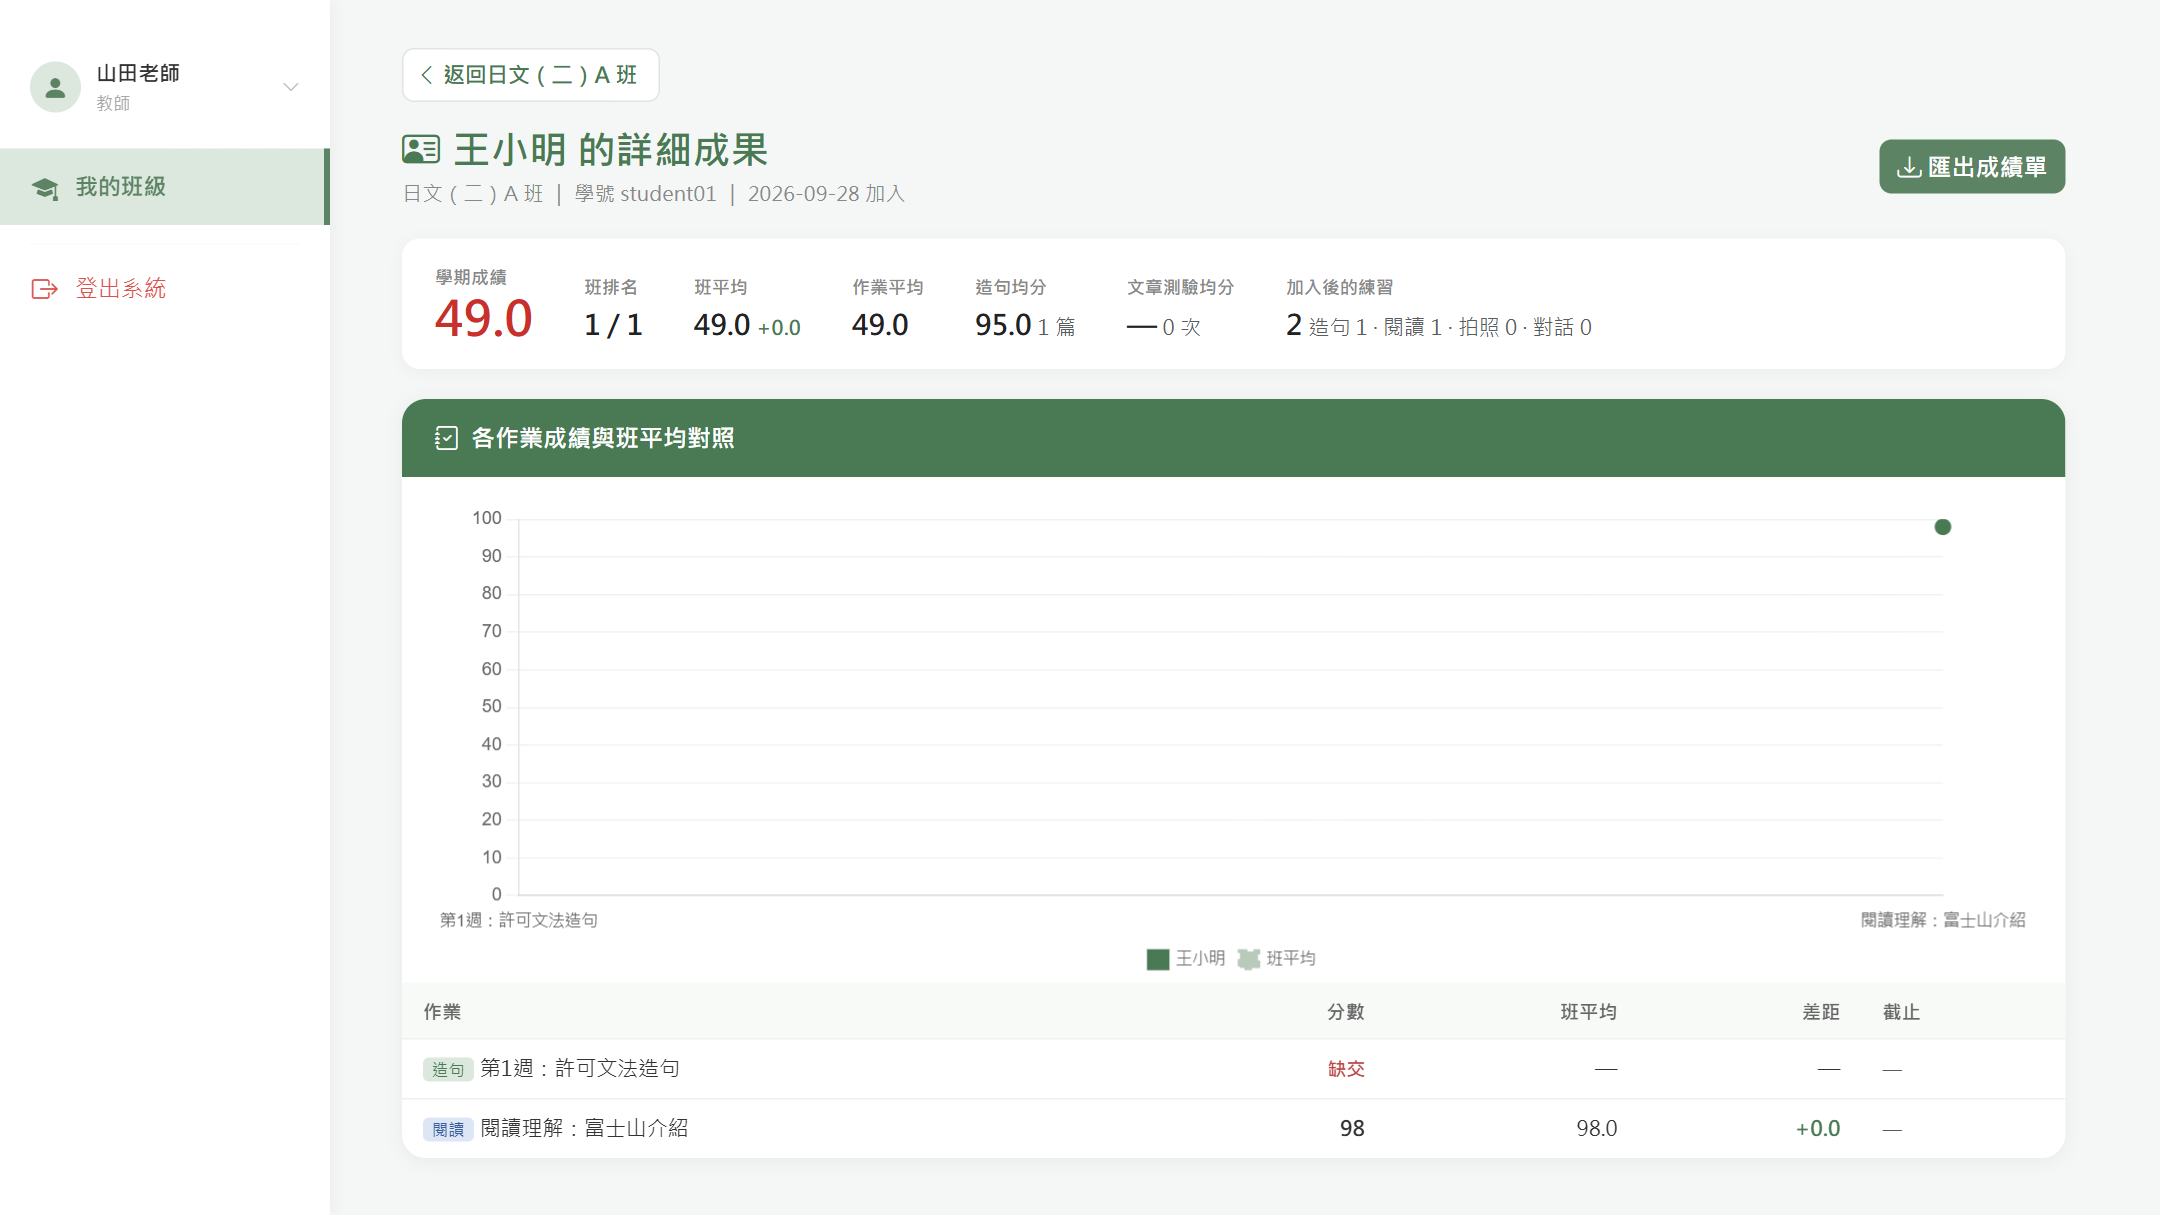 山田老師
教師
我的班級
登出系統
返回日文(二)A 班
王小明 的詳細成果
日文(二)A 班 | 學號 student01 | 2026-09-28 加入
匯出成績單
學期成績
49.0
班排名
1 / 1
班平均
49.0 +0.0
作業平均
49.0
造句均分
95.0 1 篇
文章測驗均分
— 0 次
加入後的練習
2 造句 1 · 閱讀 1 · 拍照 0 · 對話 0
各作業成績與班平均對照
100
90
80
70
60
50
40
30
20
10
0
第1週:許可文法造句
閱讀理解:富士山介紹
王小明 班平均
作業 分數 班平均 差距 截止
造句 第1週:許可文法造句 缺交 — — —
閱讀 閱讀理解:富士山介紹 98 98.0 +0.0 —